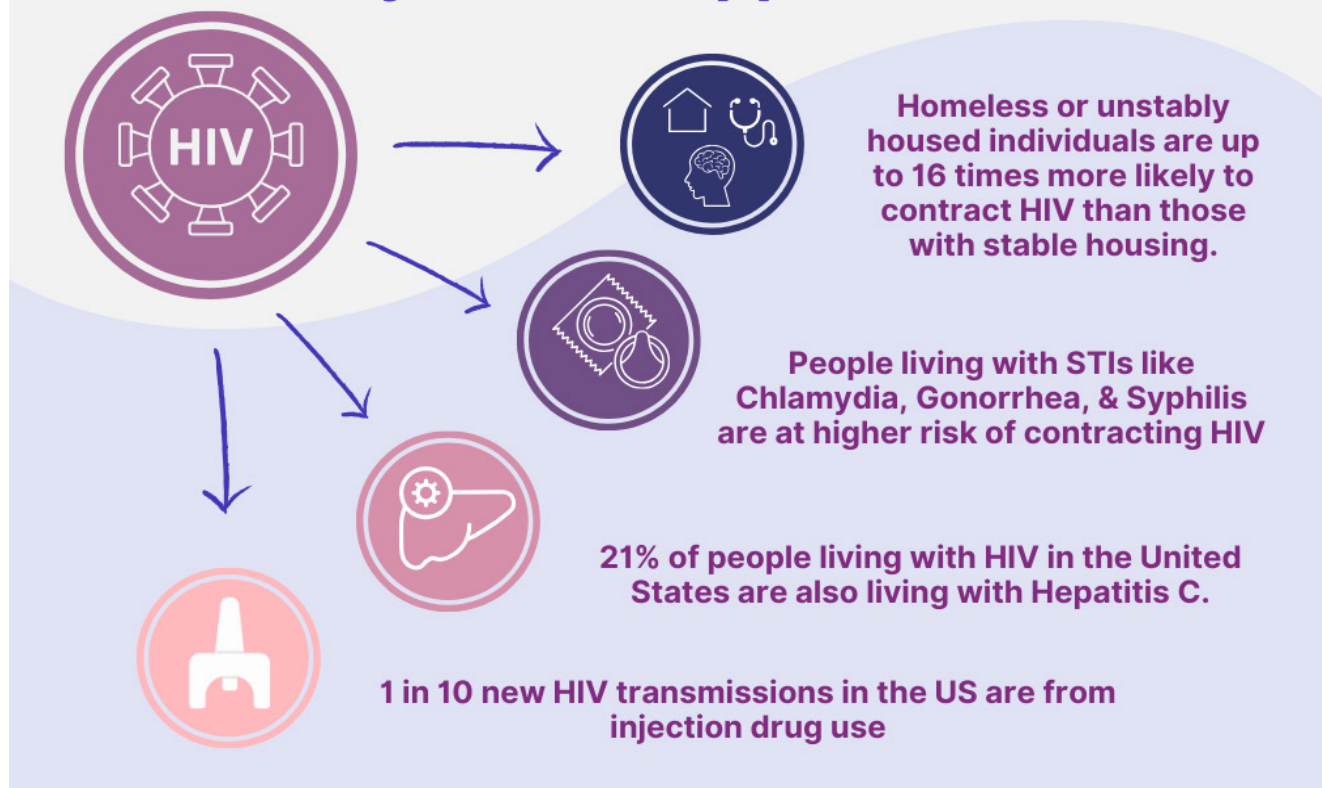 HIV
Homeless or unstably
housed individuals are up
to 16 times more likely to
contract HIV than those
with stable housing.
People living with STIs like
Chlamydia, Gonorrhea, & Syphilis
are at higher risk of contracting HIV
21% of people living with HIV in the United
States are also living with Hepatitis C.
1 in 10 new HIV transmissions in the US are from
injection drug use